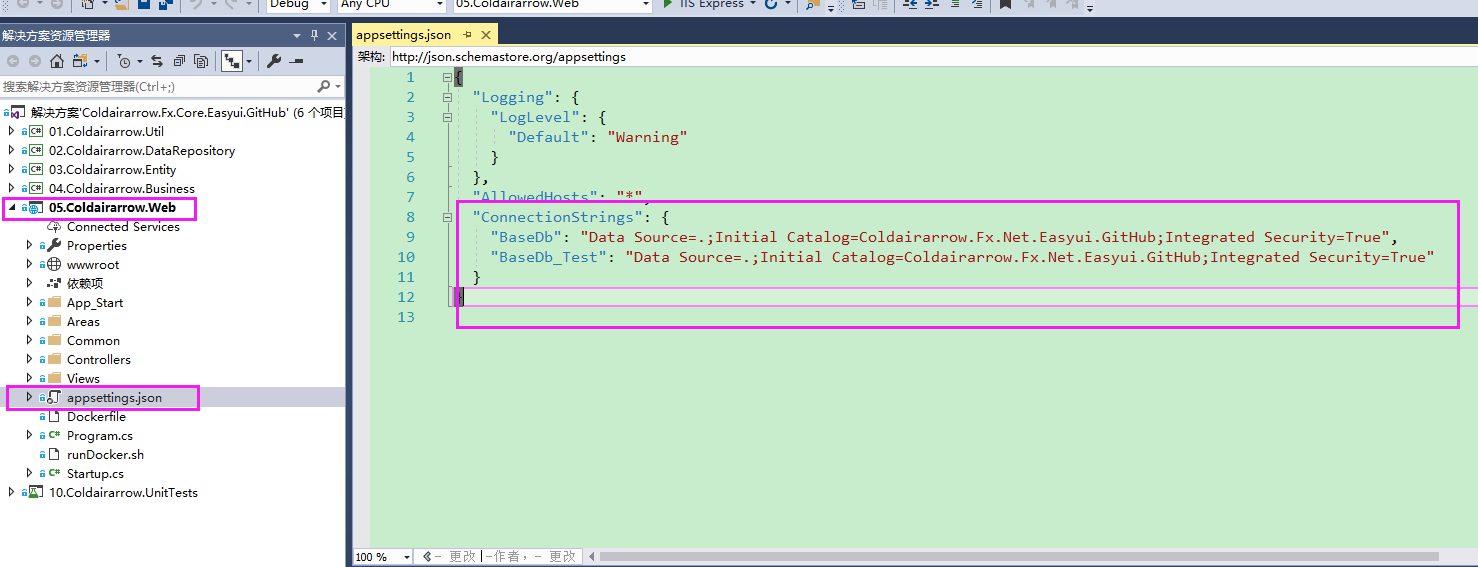 Debug
Any CPU
05.Coldairarrow.Web
IIS Express
解决方案资源管理器
搜索解决方案资源管理器(Ctrl+;)
解决方案'Coldairarrow.Fx.Core.Easyui.GitHub' (6 个项目
01.Coldairarrow.Util
02.Coldairarrow.DataRepository
03.Coldairarrow.Entity
04.Coldairarrow.Business
05.Coldairarrow.Web
Connected Services
Properties
wwwroot
依赖项
App_Start
Areas
Common
Controllers
Views
appsettings.json
Dockerfile
C# Program.cs
runDocker.sh
C# Startup.cs
10.Coldairarrow.UnitTests
appsettings.json
架构: http://json.schemastore.org/appsettings
1 {
2 "Logging": {
3 "LogLevel": {
4 "Default": "Warning"
5 }
6 },
7 "AllowedHosts": "*",
8 "ConnectionStrings": {
9 "BaseDb": "Data Source=.;Initial Catalog=Coldairarrow.Fx.Net.Easyui.GitHub;Integrated Security=True",
10 "BaseDb_Test": "Data Source=.;Initial Catalog=Coldairarrow.Fx.Net.Easyui.GitHub;Integrated Security=True"
11 }
12 }
13
100 %
- 更改 |-作者, - 更改